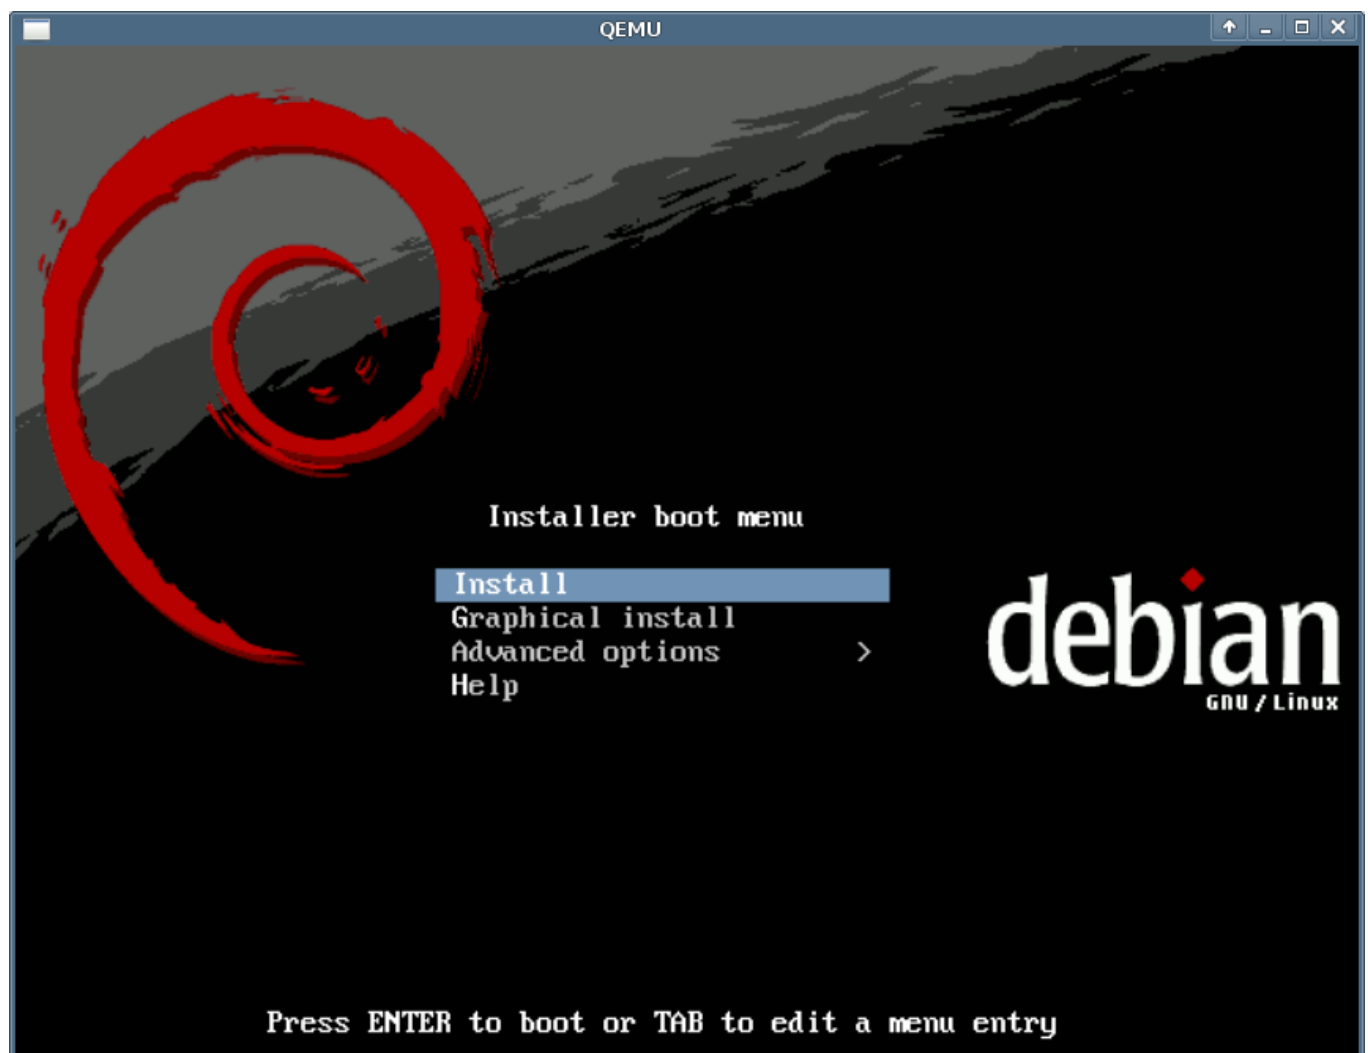 QEMU
Installer boot menu
Install
Graphical install
Advanced options >
Help
debian
GNU/Linux
Press ENTER to boot or TAB to edit a menu entry